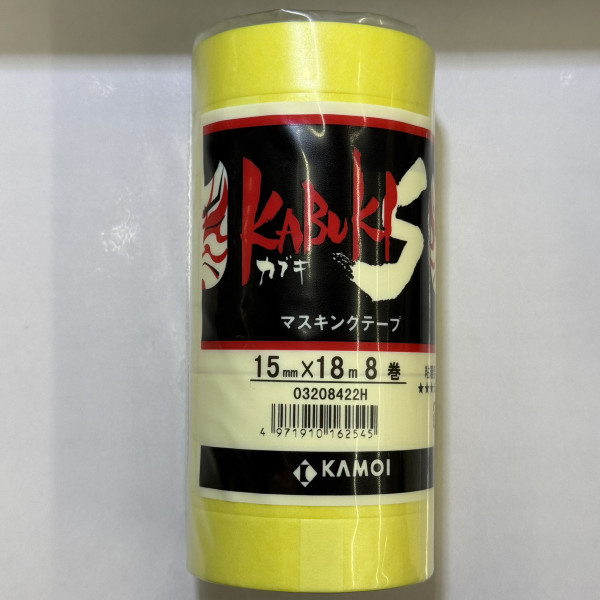 KABUKI S
カブキ
マスキングテープ
15mm×18m 8 巻
03208422H
4 971910 162545
KAMOI